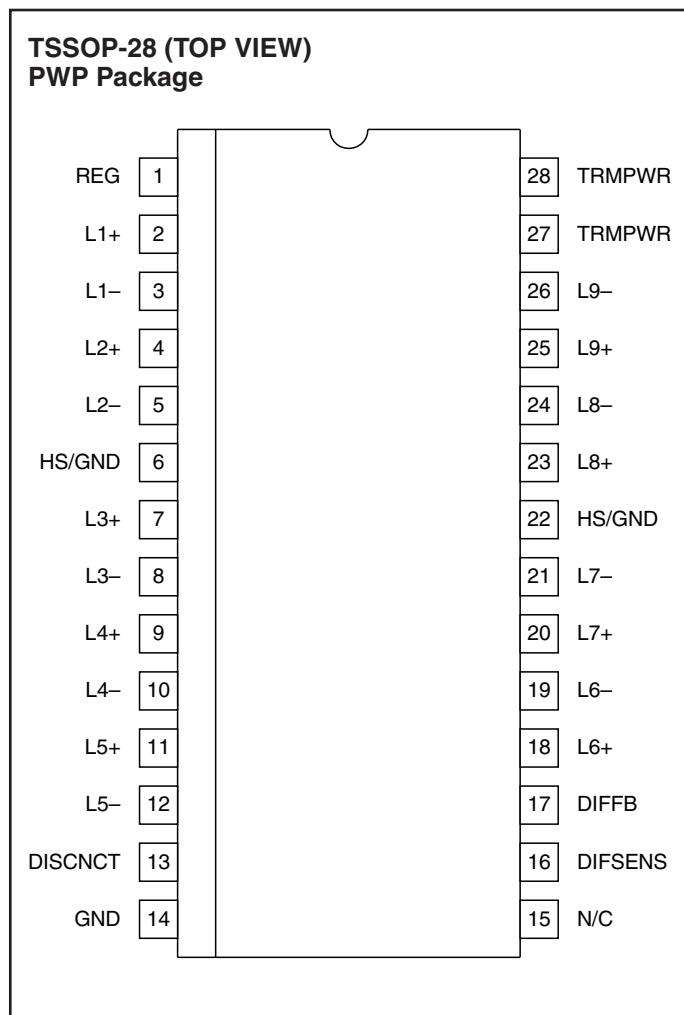 TSSOP-28 (TOP VIEW)
PWP Package
REG 1 28 TRMPWR
L1+ 2 27 TRMPWR
L1– 3 26 L9–
L2+ 4 25 L9+
L2– 5 24 L8–
HS/GND 6 23 L8+
L3+ 7 22 HS/GND
L3– 8 21 L7–
L4+ 9 20 L7+
L4– 10 19 L6–
L5+ 11 18 L6+
L5– 12 17 DIFFB
DISCNCT 13 16 DIFSENS
GND 14 15 N/C